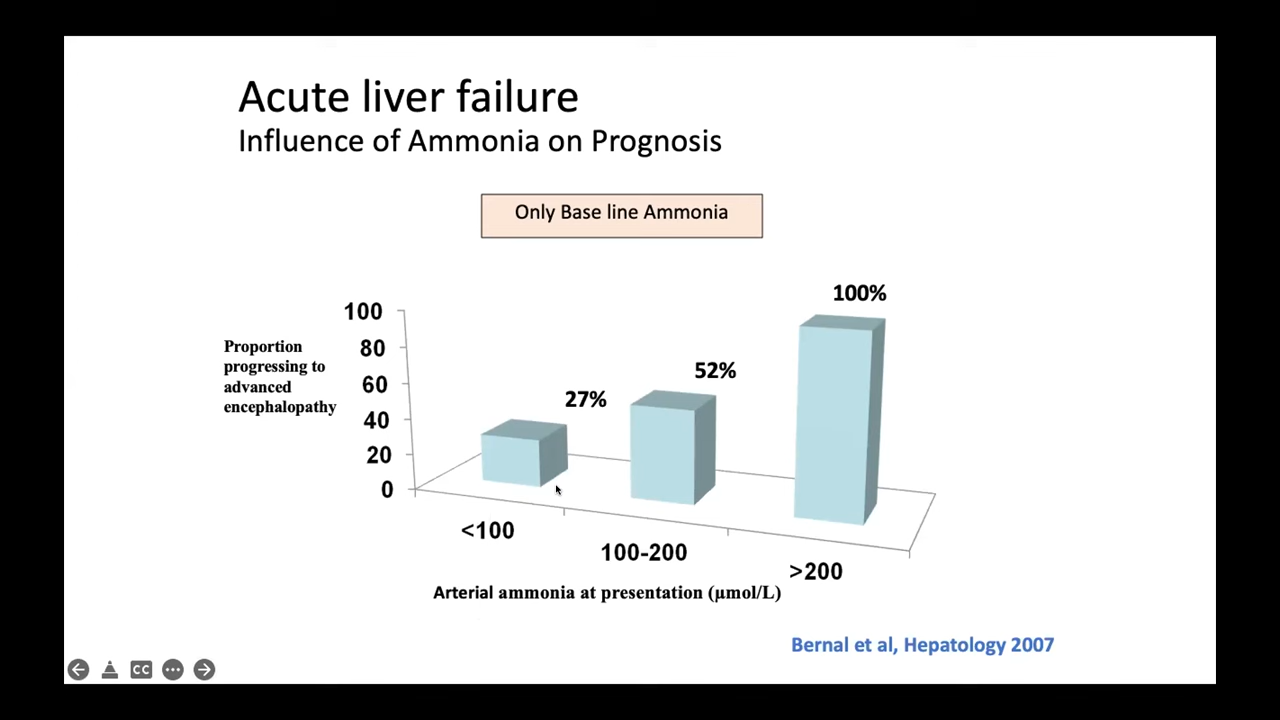 Acute liver failure
Influence of Ammonia on Prognosis
Only Base line Ammonia
Proportion
progressing to
advanced
encephalopathy
100
80
60
40
20
0
27%
52%
100%
<100
100-200
>200
Arterial ammonia at presentation (µmol/L)
Bernal et al, Hepatology 2007
CC